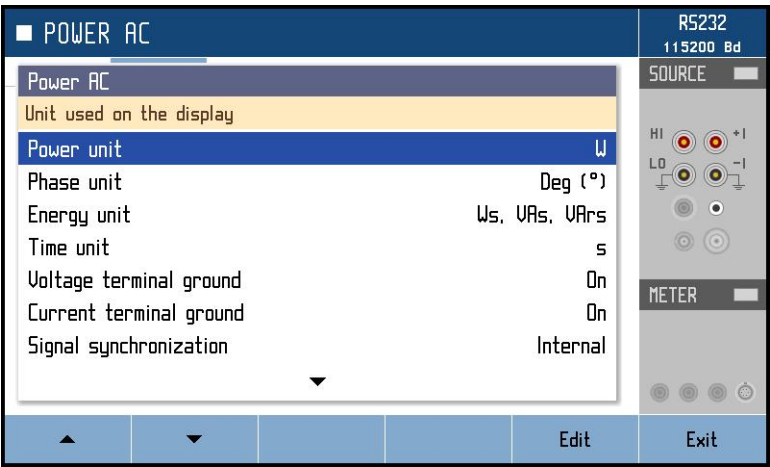 POWER AC
RS232
115200 Bd
Power AC
Unit used on the display
Power unit W
Phase unit Deg (°)
Energy unit Ws, VAs, VArs
Time unit s
Voltage terminal ground On
Current terminal ground On
Signal synchronization Internal
SOURCE
HI +I
LO -I
METER
Edit
Exit